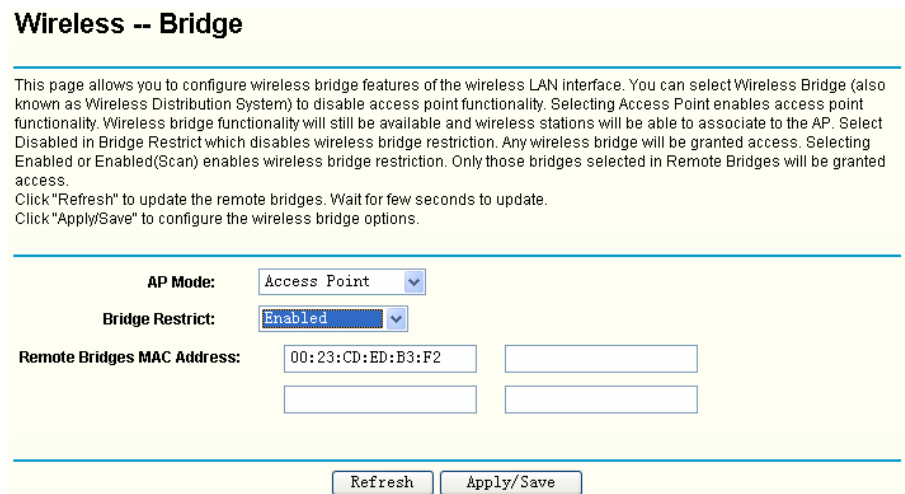 Wireless -- Bridge
This page allows you to configure wireless bridge features of the wireless LAN interface. You can select Wireless Bridge (also
known as Wireless Distribution System) to disable access point functionality. Selecting Access Point enables access point
functionality. Wireless bridge functionality will still be available and wireless stations will be able to associate to the AP. Select
Disabled in Bridge Restrict which disables wireless bridge restriction. Any wireless bridge will be granted access. Selecting
Enabled or Enabled(Scan) enables wireless bridge restriction. Only those bridges selected in Remote Bridges will be granted
access.
Click "Refresh" to update the remote bridges. Wait for few seconds to update.
Click "Apply/Save" to configure the wireless bridge options.
AP Mode: Access Point
Bridge Restrict: Enabled
Remote Bridges MAC Address: 00:23:CD:ED:B3:F2
Refresh Apply/Save